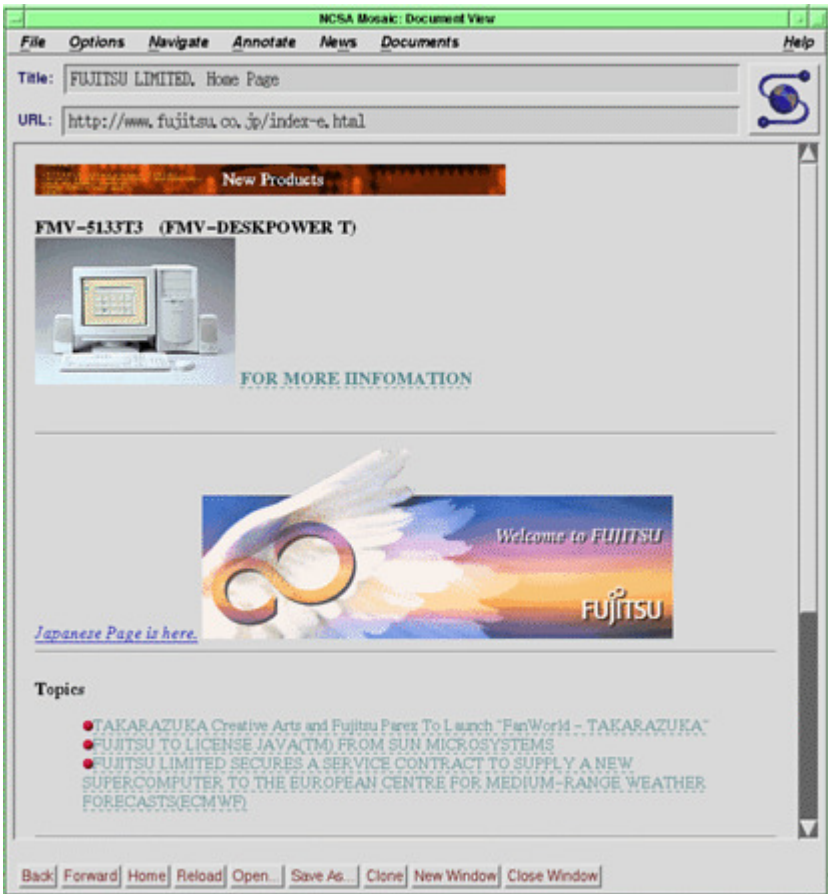 NCSA Mosaic: Document View
File Options Navigate Annotate News Documents Help
Title: FUJITSU LIMITED. Home Page
URL: http://www.fujitsu.co.jp/index-e.html
New Products
FMV-5133T3 (FMV-DESKPOWER T)
FOR MORE IINFOMATION
Welcome to FUJITSU
FUJITSU
Japanese Page is here.
Topics
TAKARAZUKA Creative Arts and Fujitsu Parex To Launch "FanWorld - TAKARAZUKA"
FUJITSU TO LICENSE JAVA(TM) FROM SUN MICROSYSTEMS
FUJITSU LIMITED SECURES A SERVICE CONTRACT TO SUPPLY A NEW
SUPERCOMPUTER TO THE EUROPEAN CENTRE FOR MEDIUM-RANGE WEATHER
FORECASTS(ECMWF)
Back Forward Home Reload Open... Save As... Clone New Window Close Window